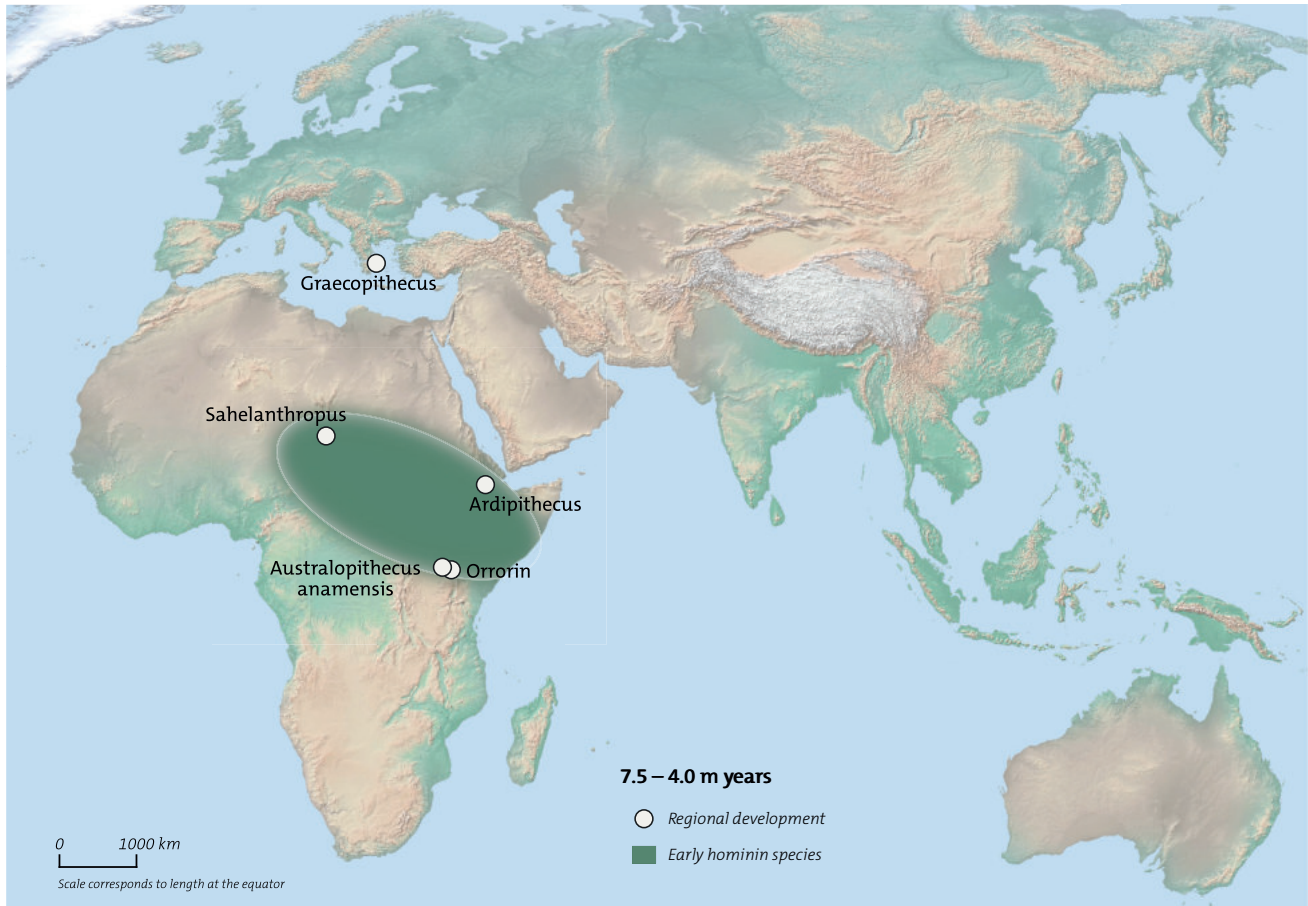 Graecopithecus
Sahelanthropus
Ardipithecus
Australopithecus
anamensis
Orrorin
7.5 – 4.0 m years
Regional development
Early hominin species
0 1000 km
Scale corresponds to length at the equator